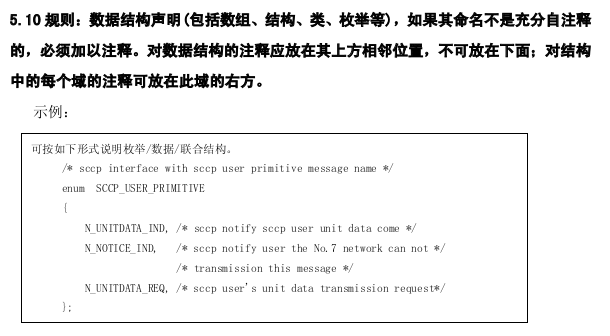 5.10 规则：数据结构声明(包括数组、结构、类、枚举等)，如果其命名不是充分自注释
的，必须加以注释。对数据结构的注释应放在其上方相邻位置，不可放在下面；对结构
中的每个域的注释可放在此域的右方。
示例：
可按如下形式说明枚举/数据/联合结构。
/* sccp interface with sccp user primitive message name */
enum  SCCP_USER_PRIMITIVE
{
N_UNITDATA_IND, /* sccp notify sccp user unit data come */
N_NOTICE_IND,   /* sccp notify user the No.7 network can not */
/* transmission this message */
N_UNITDATA_REQ, /* sccp user's unit data transmission request*/
};